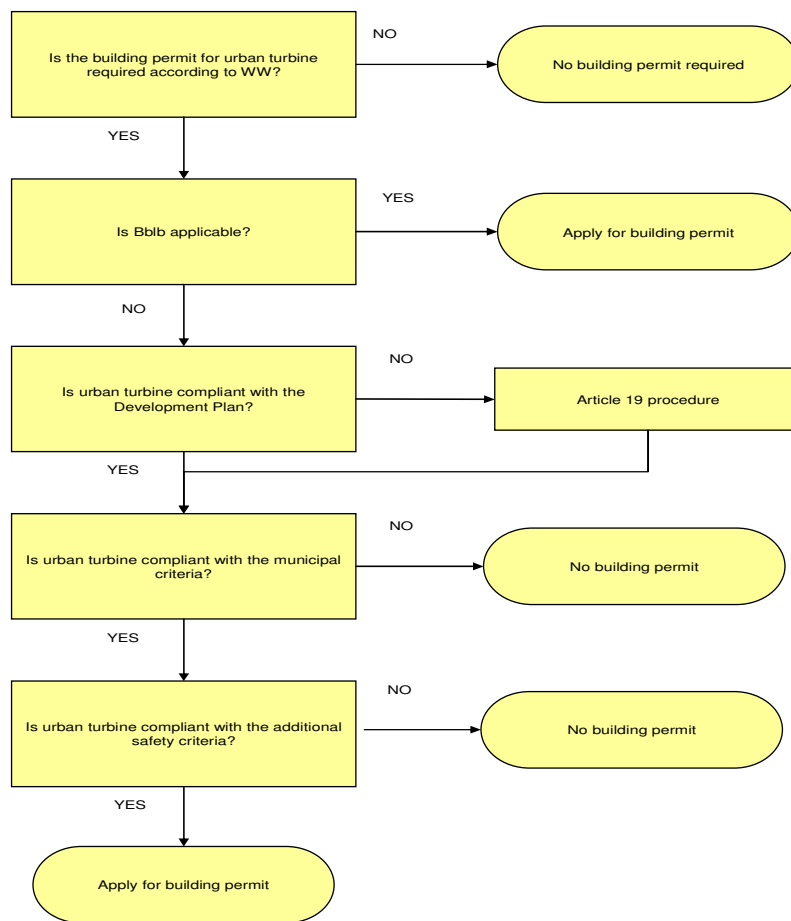 Is the building permit for urban turbine
required according to WW?
NO
No building permit required
YES
Is Bblb applicable?
YES
Apply for building permit
NO
Is urban turbine compliant with the
Development Plan?
NO
Article 19 procedure
YES
Is urban turbine compliant with the municipal
criteria?
NO
No building permit
YES
Is urban turbine compliant with the additional
safety criteria?
NO
No building permit
YES
Apply for building permit